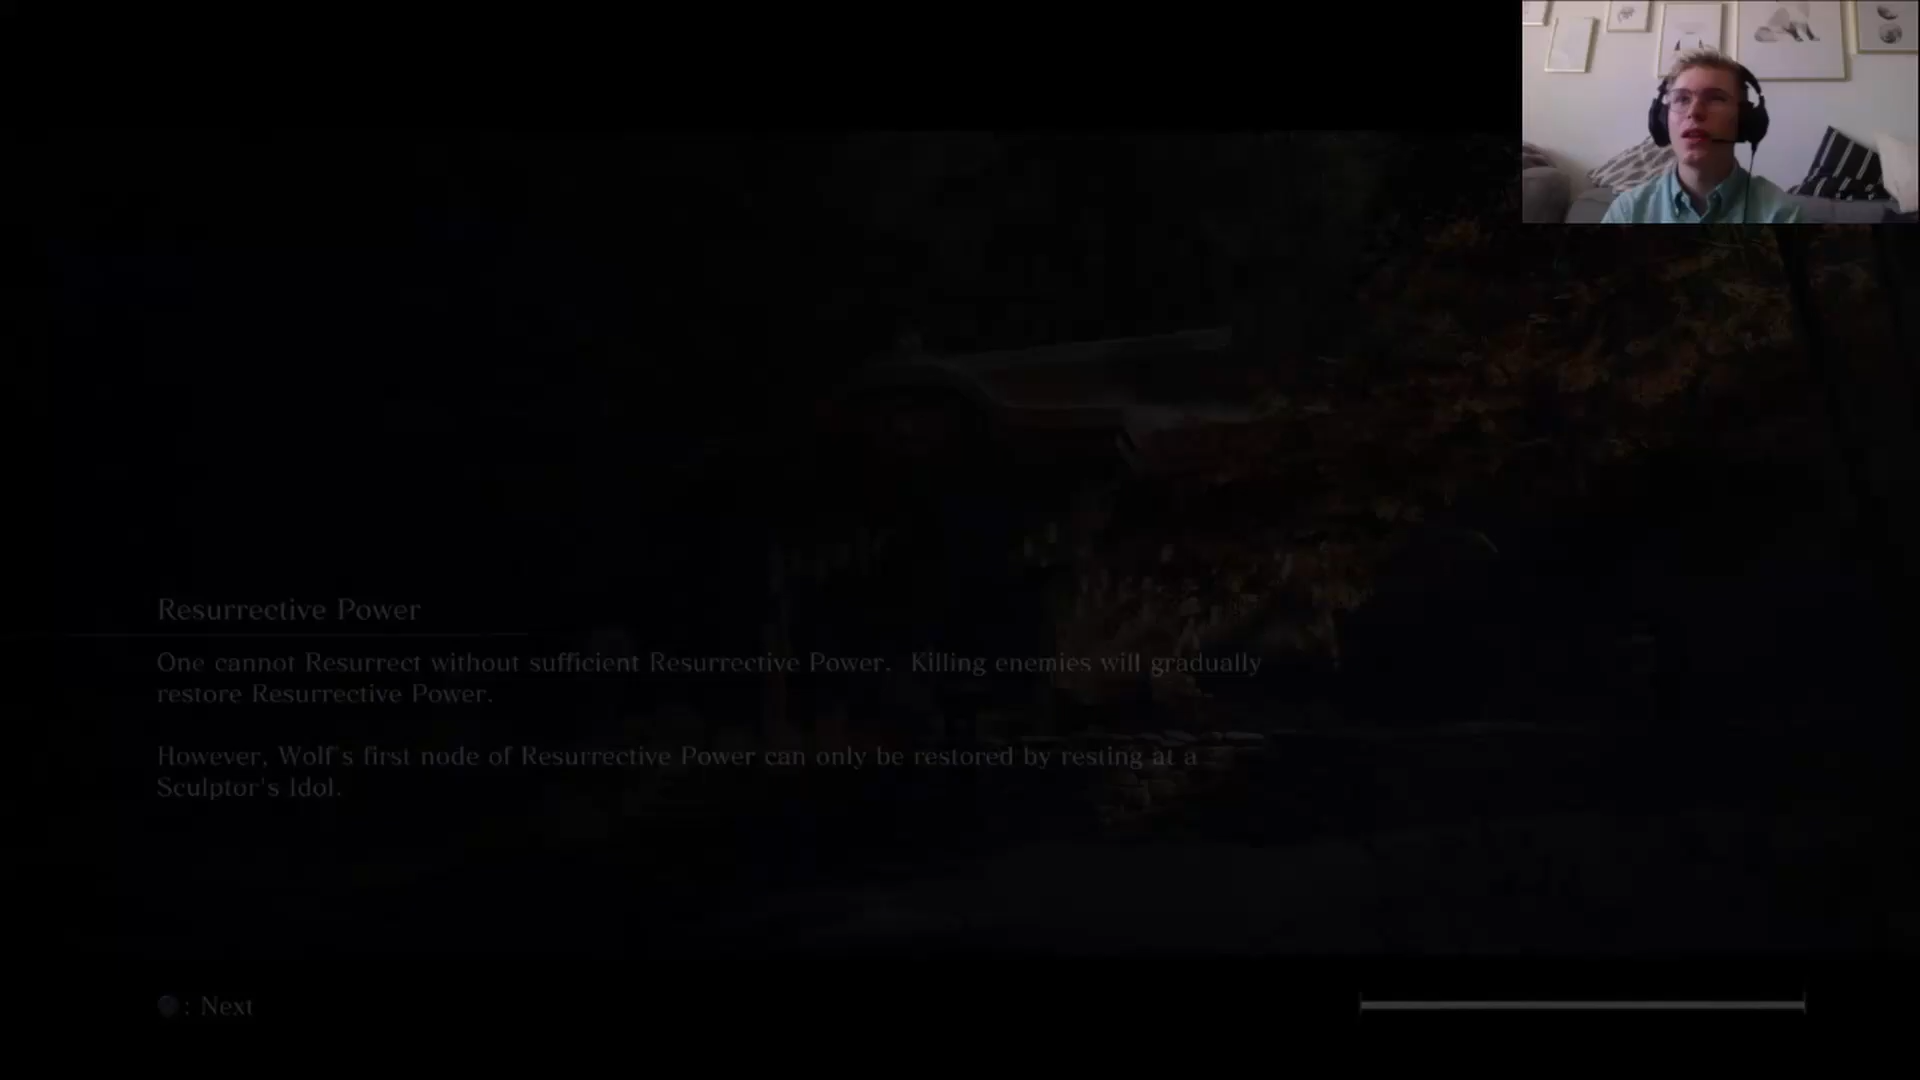 Resurrective Power
One cannot Resurrect without sufficient Resurrective Power. Killing enemies will gradually
restore Resurrective Power.
However, Wolf's first node of Resurrective Power can only be restored by resting at a
Sculptor's Idol.
: Next